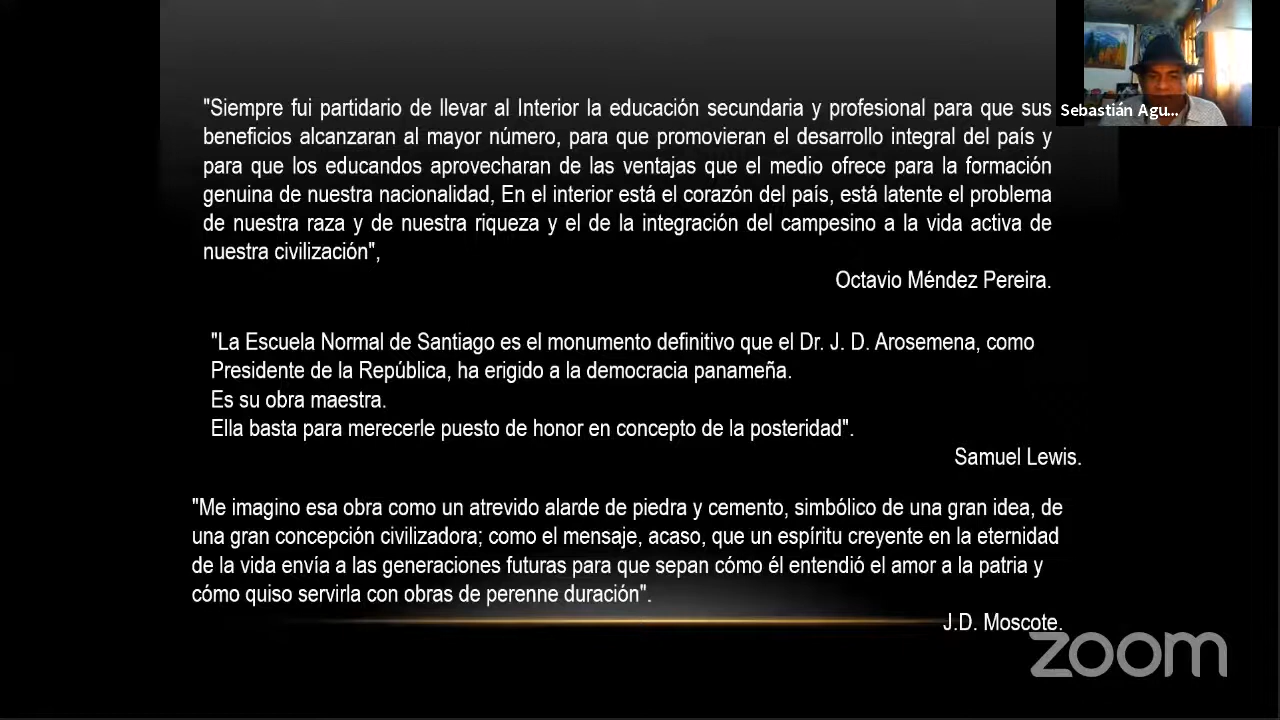 "Siempre fui partidario de llevar al Interior la educación secundaria y profesional para que sus
beneficios alcanzaran al mayor número, para que promovieran el desarrollo integral del país y
para que los educandos aprovecharan de las ventajas que el medio ofrece para la formación
genuina de nuestra nacionalidad, En el interior está el corazón del país, está latente el problema
de nuestra raza y de nuestra riqueza y el de la integración del campesino a la vida activa de
nuestra civilización",
Octavio Méndez Pereira.
Sebastián Agu...
"La Escuela Normal de Santiago es el monumento definitivo que el Dr. J. D. Arosemena, como
Presidente de la República, ha erigido a la democracia panameña.
Es su obra maestra.
Ella basta para merecerle puesto de honor en concepto de la posteridad".
Samuel Lewis.
"Me imagino esa obra como un atrevido alarde de piedra y cemento, simbólico de una gran idea, de
una gran concepción civilizadora; como el mensaje, acaso, que un espíritu creyente en la eternidad
de la vida envía a las generaciones futuras para que sepan cómo él entendió el amor a la patria y
cómo quiso servirla con obras de perenne duración".
J.D. Moscote.
zoom